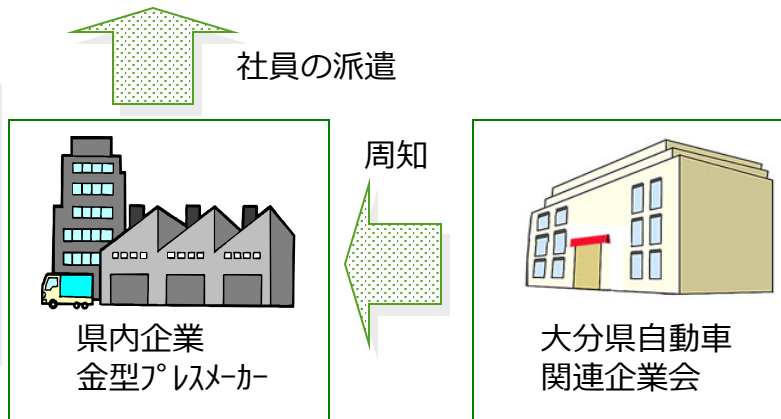 社員の派遣
周知
県内企業
金型ﾌﾟﾚｽﾒｰｶｰ
大分県自動車
関連企業会